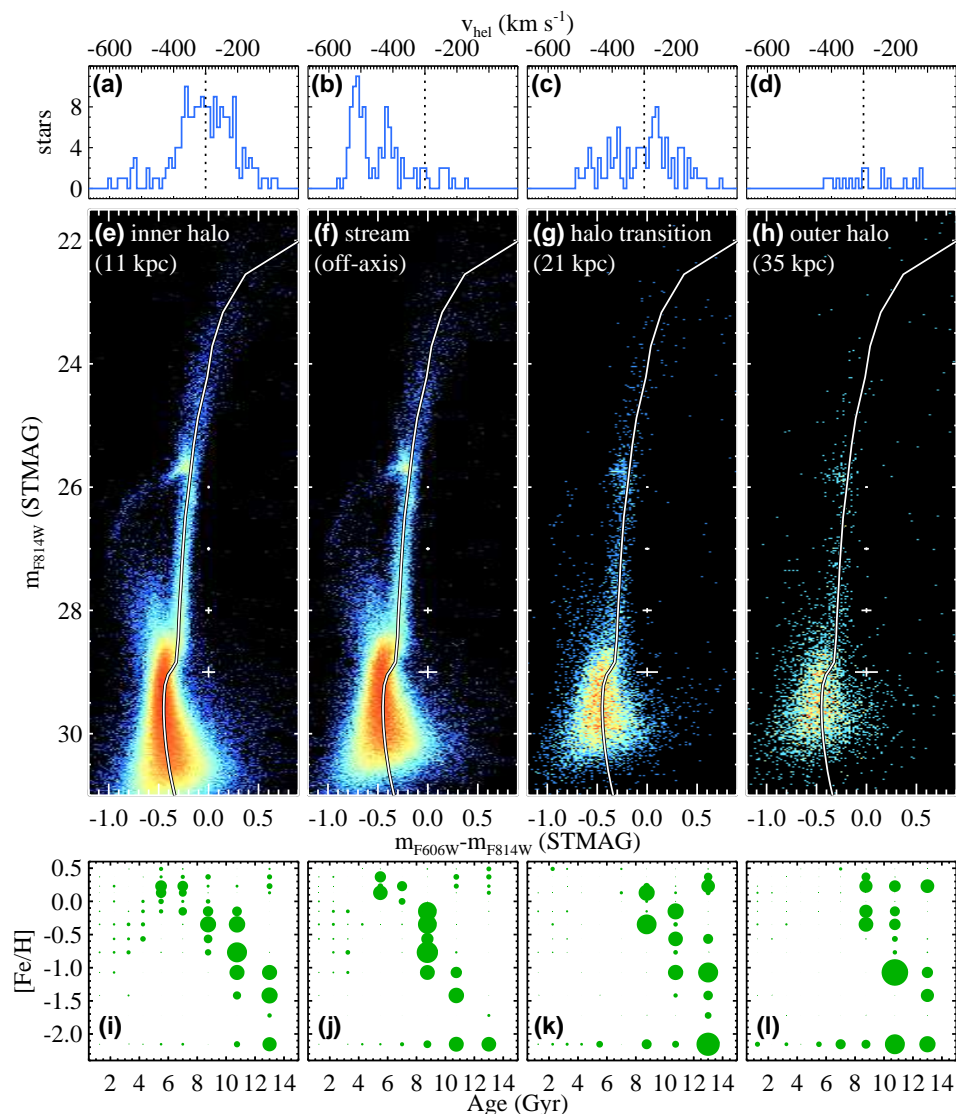 v_hel (km s^-1)
-600 -400 -200 -600 -400 -200 -600 -400 -200 -600 -400 -200
(a) (b) (c) (d)
stars
8
4
0
(e) inner halo (f) stream (g) halo transition (h) outer halo
(11 kpc) (off-axis) (21 kpc) (35 kpc)
m_F814W (STMAG)
22
24
26
28
30
-1.0 -0.5 0.0 0.5 -1.0 -0.5 0.0 0.5 -1.0 -0.5 0.0 0.5 -1.0 -0.5 0.0 0.5
m_F606W-m_F814W (STMAG)
[Fe/H]
0.5
0.0
-0.5
-1.0
-1.5
-2.0
(i) (j) (k) (l)
2 4 6 8 10 12 14 2 4 6 8 10 12 14 2 4 6 8 10 12 14 2 4 6 8 10 12 14
Age (Gyr)